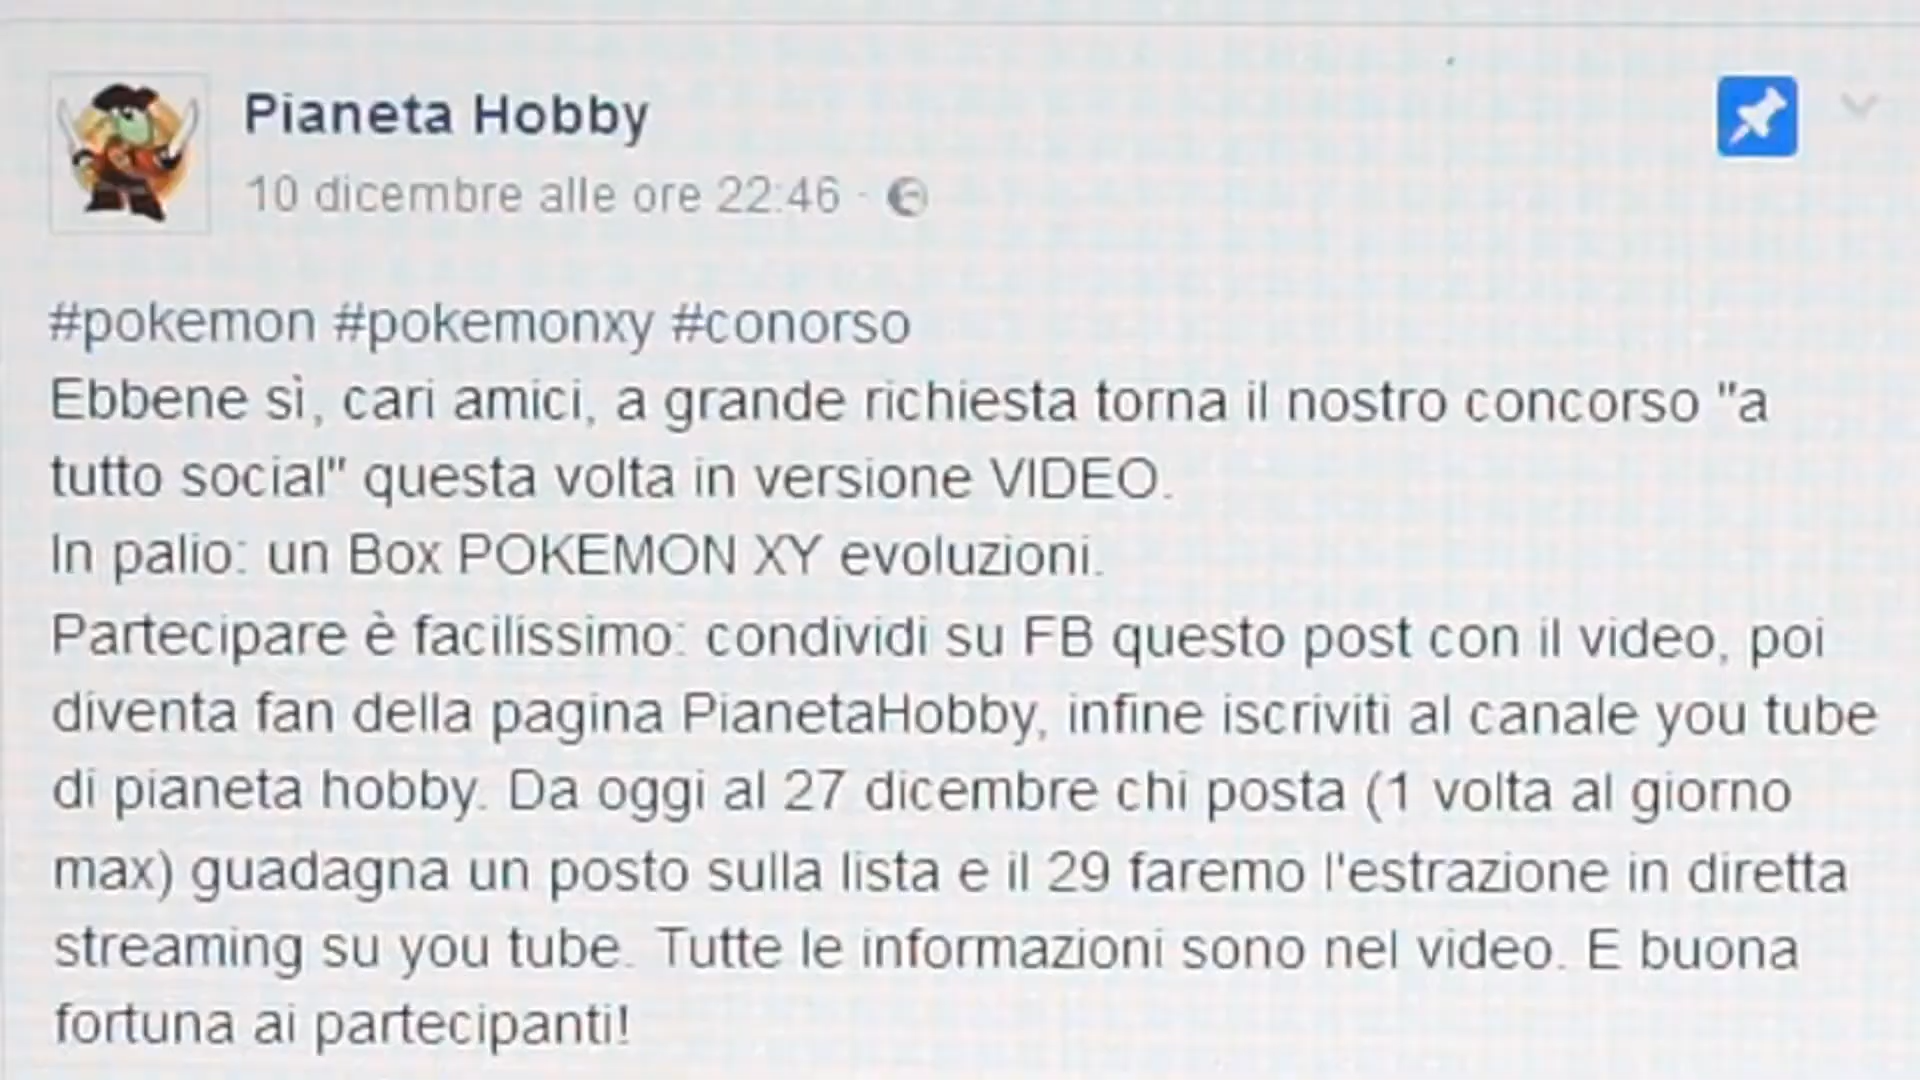 Pianeta Hobby
10 dicembre alle ore 22:46 ·
#pokemon #pokemonxy #conorso
Ebbene sì, cari amici, a grande richiesta torna il nostro concorso "a
tutto social" questa volta in versione VIDEO.
In palio: un Box POKEMON XY evoluzioni.
Partecipare è facilissimo: condividi su FB questo post con il video, poi
diventa fan della pagina PianetaHobby, infine iscriviti al canale you tube
di pianeta hobby. Da oggi al 27 dicembre chi posta (1 volta al giorno
max) guadagna un posto sulla lista e il 29 faremo l'estrazione in diretta
streaming su you tube. Tutte le informazioni sono nel video. E buona
fortuna ai partecipanti!